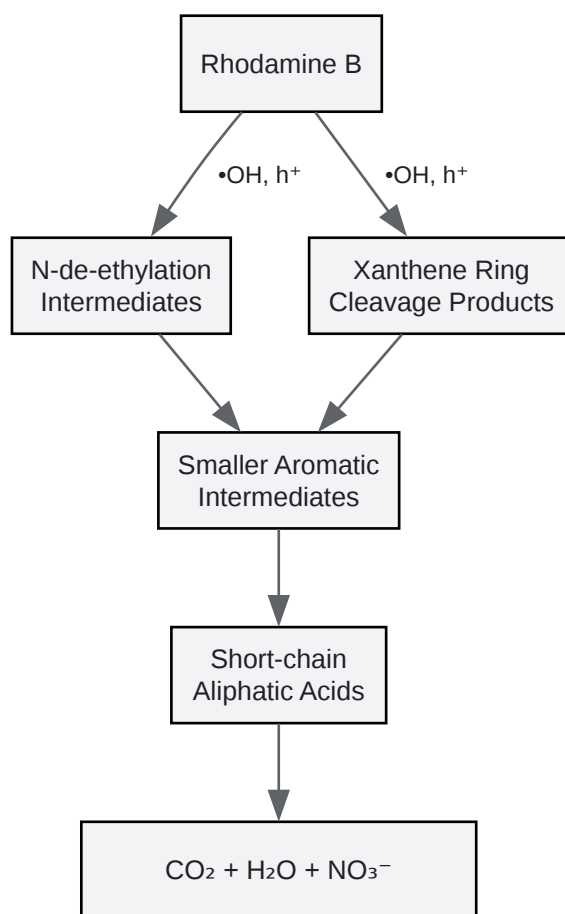 Rhodamine B
•OH, h⁺
•OH, h⁺
N-de-ethylation
Intermediates
Xanthene Ring
Cleavage Products
Smaller Aromatic
Intermediates
Short-chain
Aliphatic Acids
CO₂ + H₂O + NO₃⁻